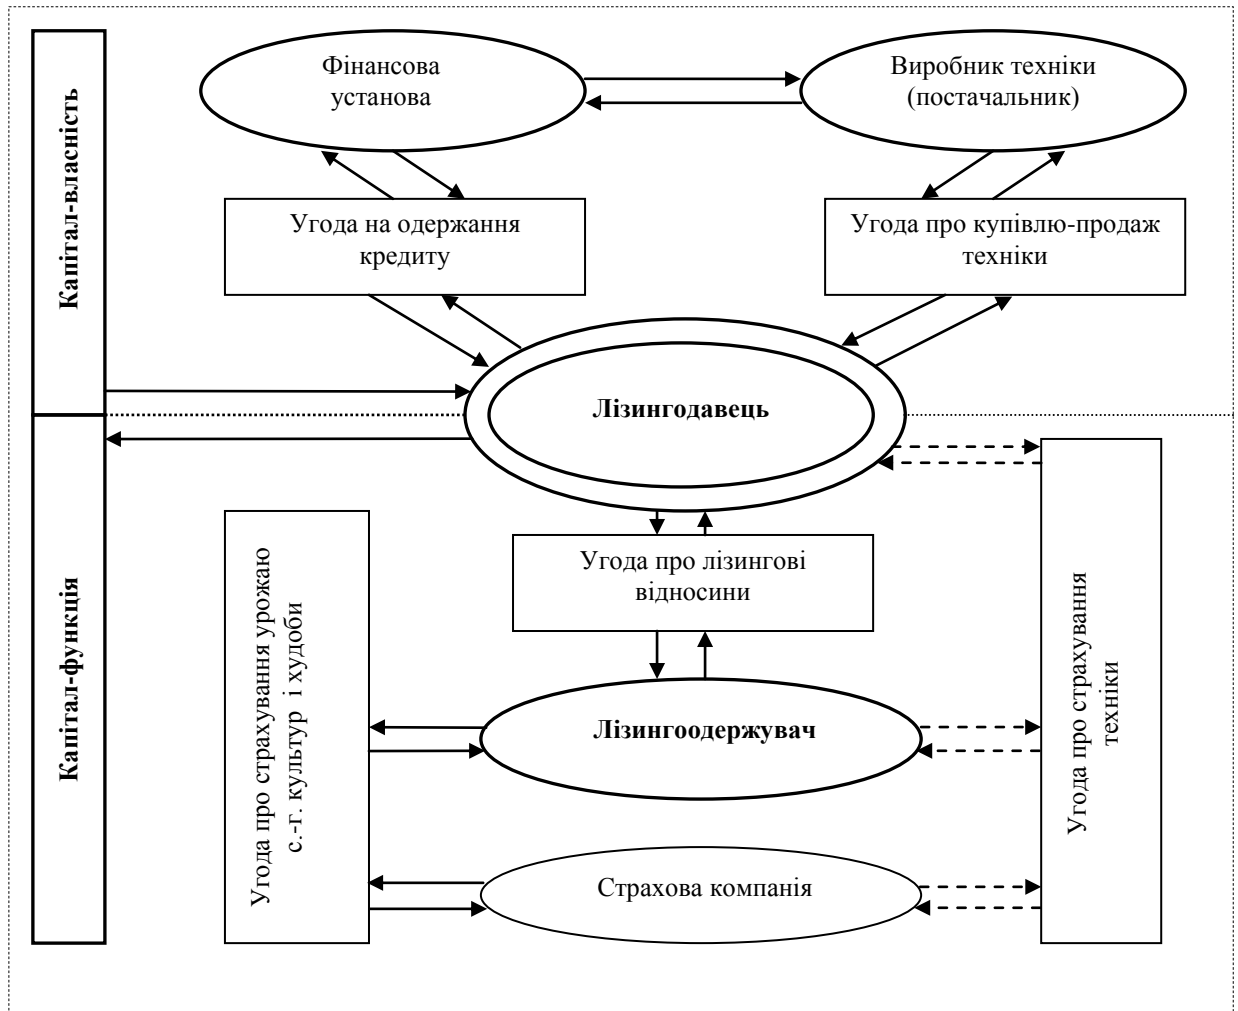 Капітал-власність
Фінансова
установа
Виробник техніки
(постачальник)
Угода на одержання
кредиту
Угода про купівлю-продаж
техніки
Лізингодавець
Капітал-функція
Угода про страхування урожаю
с.-г. культур і худоби
Угода про лізингові
відносини
Лізингоодержувач
Страхова компанія
Угода про страхування
техніки